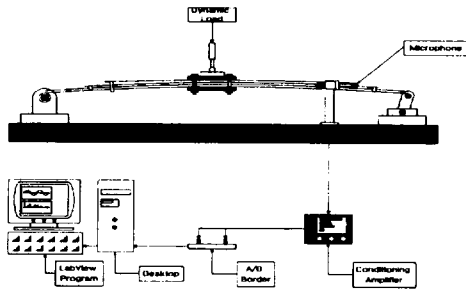 Dynamic
Load
Microphone
LabView
Program
Desktop
A/D
Border
Conditioning
Amplifier